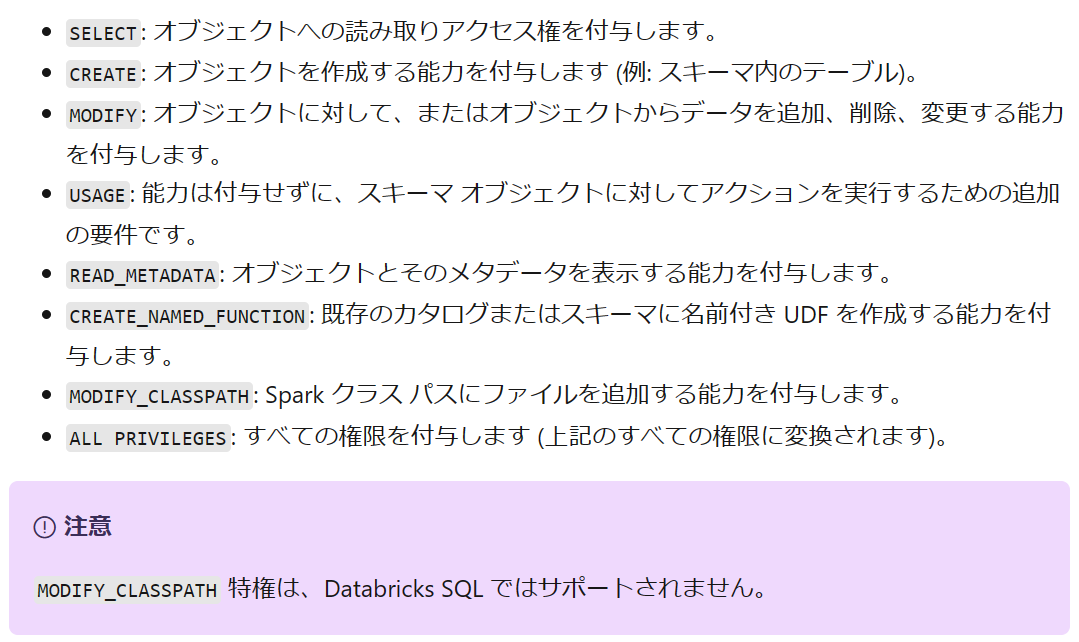 SELECT: オブジェクトへの読み取りアクセス権を付与します。
CREATE: オブジェクトを作成する能力を付与します (例: スキーマ内のテーブル)。
MODIFY: オブジェクトに対して、またはオブジェクトからデータを追加、削除、変更する能力
を付与します。
USAGE: 能力は付与せずに、スキーマ オブジェクトに対してアクションを実行するための追加
の要件です。
READ_METADATA: オブジェクトとそのメタデータを表示する能力を付与します。
CREATE_NAMED_FUNCTION: 既存のカタログまたはスキーマに名前付き UDF を作成する能力を付
与します。
MODIFY_CLASSPATH: Spark クラス パスにファイルを追加する能力を付与します。
ALL PRIVILEGES: すべての権限を付与します (上記のすべての権限に変換されます)。
注意
MODIFY_CLASSPATH 特権は、Databricks SQL ではサポートされません。